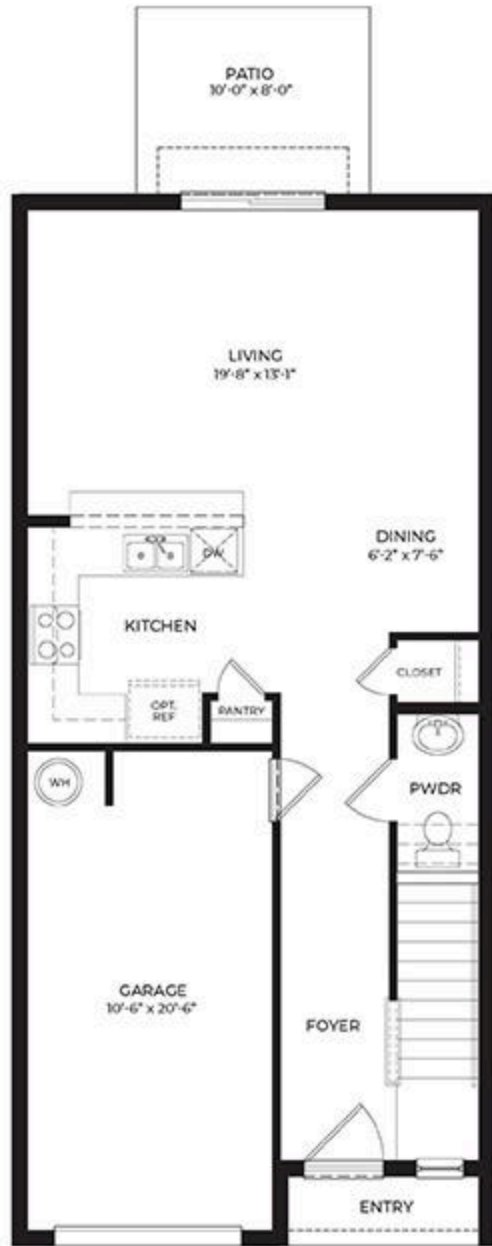 PATIO
10'-0" x 8'-0"
LIVING
19'-8" x 13'-1"
DINING
6'-2" x 7'-6"
DW
KITCHEN
CLOSET
OPT.
REF
PANTRY
WH
PWDR
GARAGE
10'-6" x 20'-6"
FOYER
ENTRY